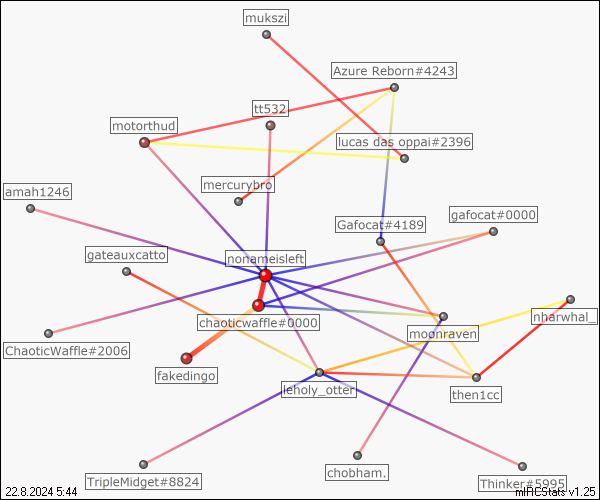 mukszi
Azure Reborn#4243
tt532
motorthud
lucas das oppai#2396
mercurybro
amah1246
gafocat#0000
Gafocat#4189
gateauxcatto
nonameisleft
nharwhal_
chaoticwaffle#0000
moonraven
ChaoticWaffle#2006
fakedingo
leholy_otter
then1cc
TripleMidget#8824
chobham.
Thinker#5995
22.8.2024 5:44
mIRCStats v1.25